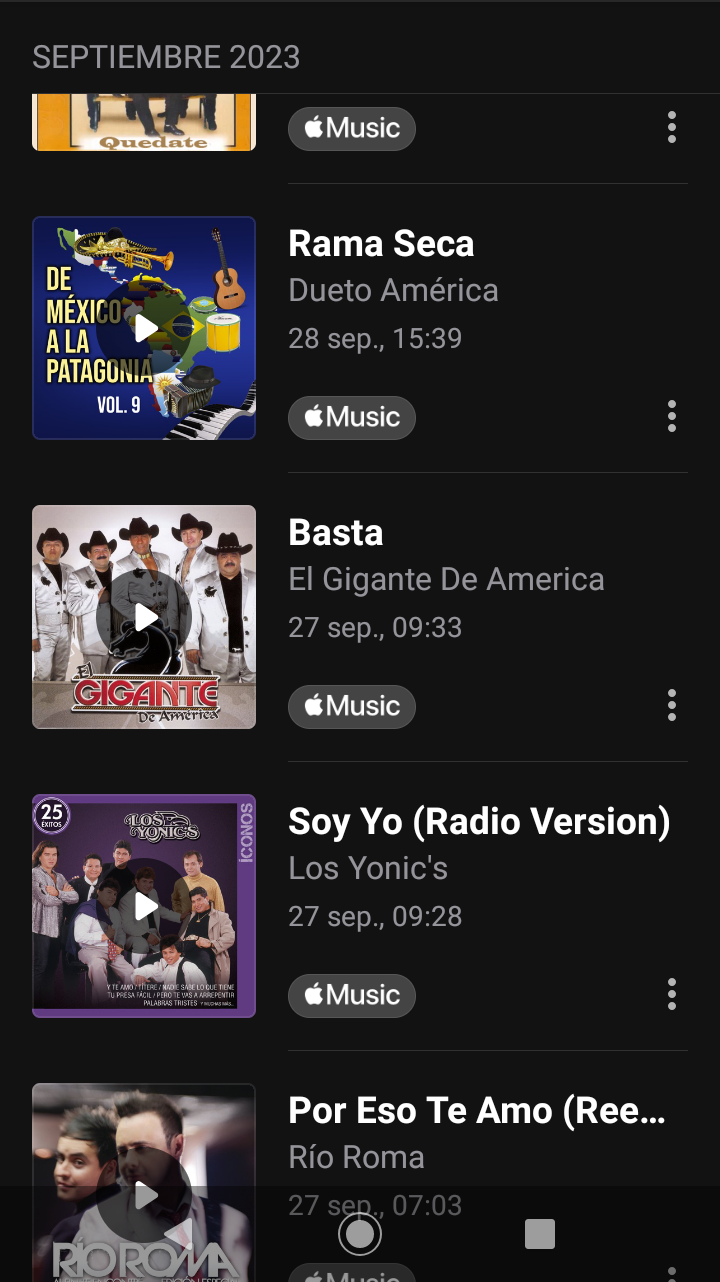 SEPTIEMBRE 2023
Quedate
Music
DE
MÉXICO
A LA
PATAGONIA
VOL. 9
Rama Seca
Dueto América
28 sep., 15:39
Music
El
GIGANTE
De América
Basta
El Gigante De America
27 sep., 09:33
Music
25
ÉXITOS
LOS
YONIC'S
ÍCONOS
Y TE AMO / TÍTERE / NADIE SABE LO QUE TIENE
TU PRESA FÁCIL / PERO TE VAS A ARREPENTIR
PALABRAS TRISTES Y MUCHAS MÁS...
Soy Yo (Radio Version)
Los Yonic's
27 sep., 09:28
Music
RÍO ROMA
Por Eso Te Amo (Ree...
Río Roma
27 sep., 07:03
Music